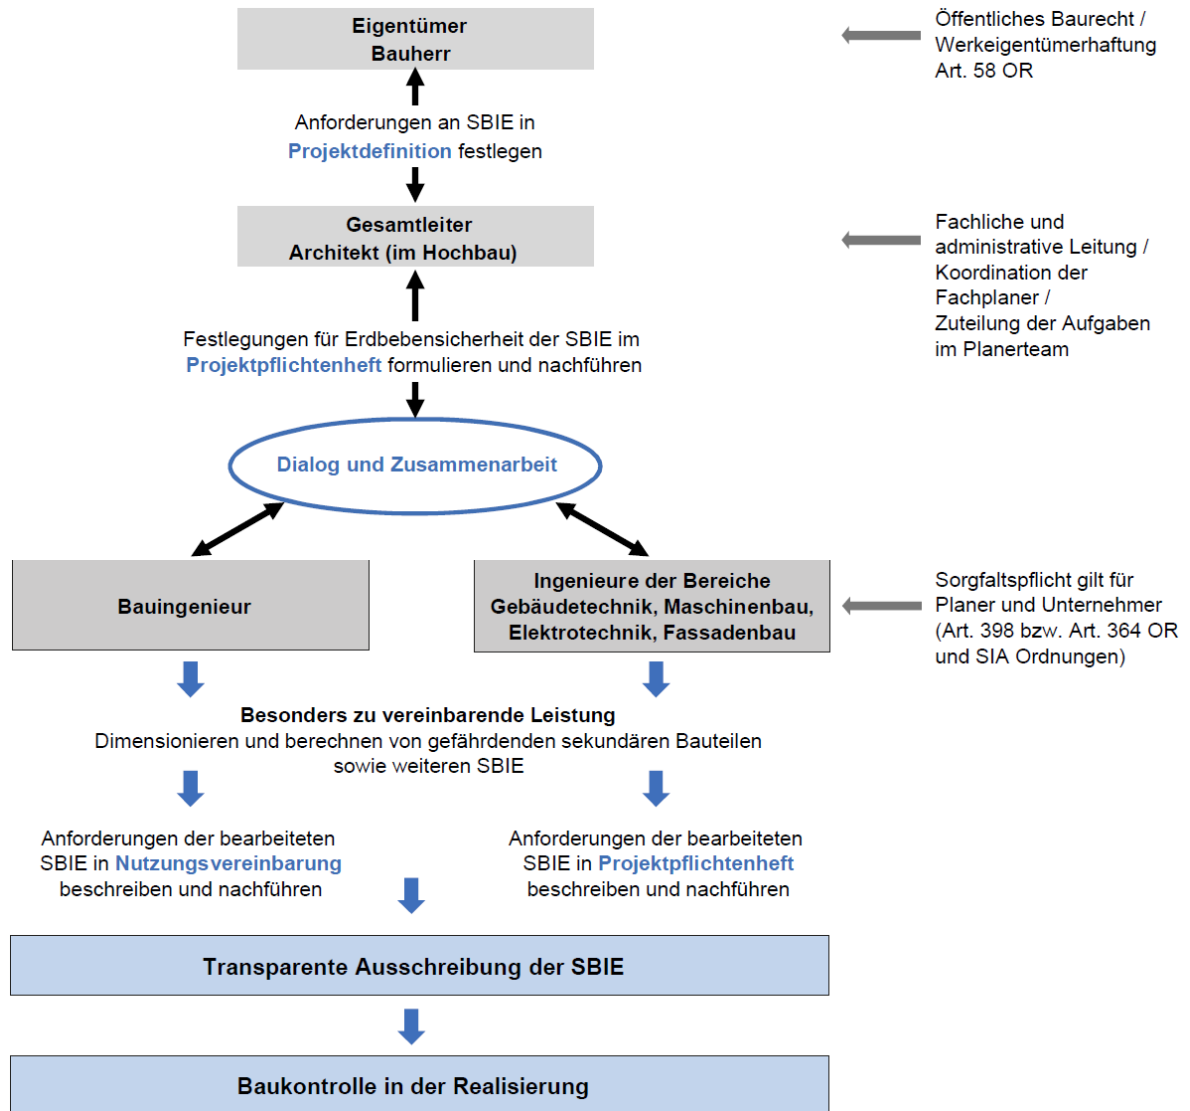 Eigentümer
Bauherr
Öffentliches Baurecht /
Werkeigentümerhaftung
Art. 58 OR
Anforderungen an SBIE in
Projektdefinition festlegen
Gesamtleiter
Architekt (im Hochbau)
Fachliche und
administrative Leitung /
Koordination der
Fachplaner /
Zuteilung der Aufgaben
im Planerteam
Festlegungen für Erdbebensicherheit der SBIE im
Projektpflichtenheft formulieren und nachführen
Dialog und Zusammenarbeit
Bauingenieur
Ingenieure der Bereiche
Gebäudetechnik, Maschinenbau,
Elektrotechnik, Fassadenbau
Sorgfaltspflicht gilt für
Planer und Unternehmer
(Art. 398 bzw. Art. 364 OR
und SIA Ordnungen)
Besonders zu vereinbarende Leistung
Dimensionieren und berechnen von gefährdenden sekundären Bauteilen
sowie weiteren SBIE
Anforderungen der bearbeiteten
SBIE in Nutzungsvereinbarung
beschreiben und nachführen
Anforderungen der bearbeiteten
SBIE in Projektpflichtenheft
beschreiben und nachführen
Transparente Ausschreibung der SBIE
Baukontrolle in der Realisierung